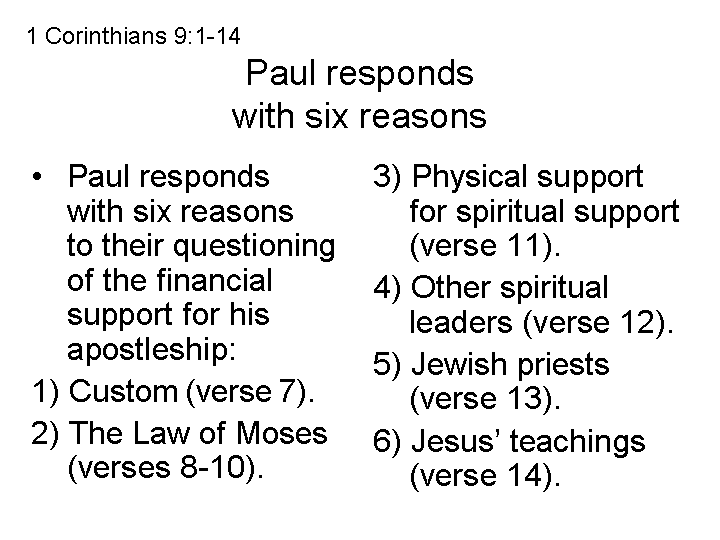 1 Corinthians 9:1-14
Paul responds
with six reasons
• Paul responds
with six reasons
to their questioning
of the financial
support for his
apostleship:
1) Custom (verse 7).
2) The Law of Moses
(verses 8-10).
3) Physical support
for spiritual support
(verse 11).
4) Other spiritual
leaders (verse 12).
5) Jewish priests
(verse 13).
6) Jesus’ teachings
(verse 14).